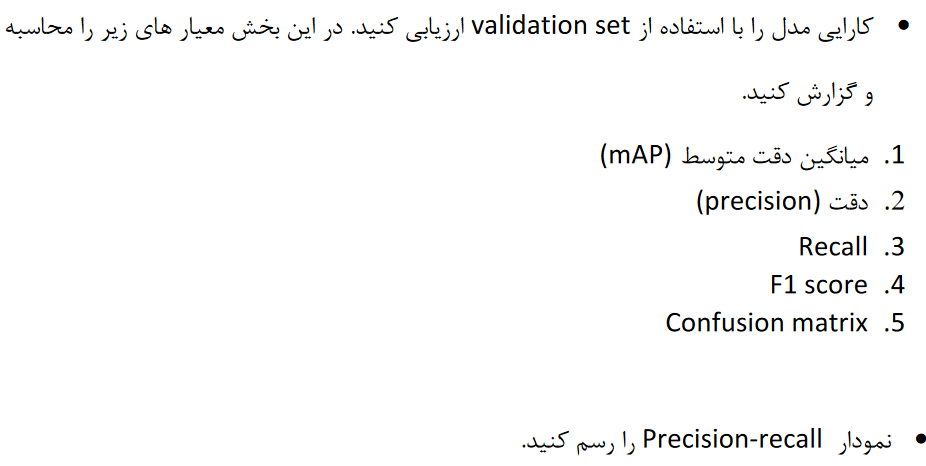 • کارایی مدل را با استفاده از validation set ارزیابی کنید. در این بخش معیار های زیر را محاسبه
و گزارش کنید.
1. میانگین دقت متوسط (mAP)
2. دقت (precision)
3. Recall
4. F1 score
5. Confusion matrix
• نمودار Precision-recall را رسم کنید.